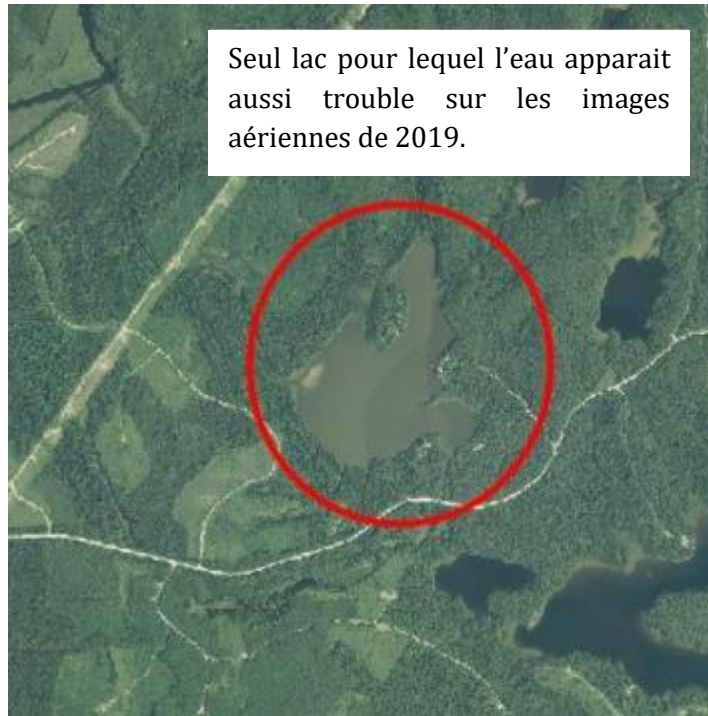 Seul lac pour lequel l’eau apparait
aussi trouble sur les images
aériennes de 2019.